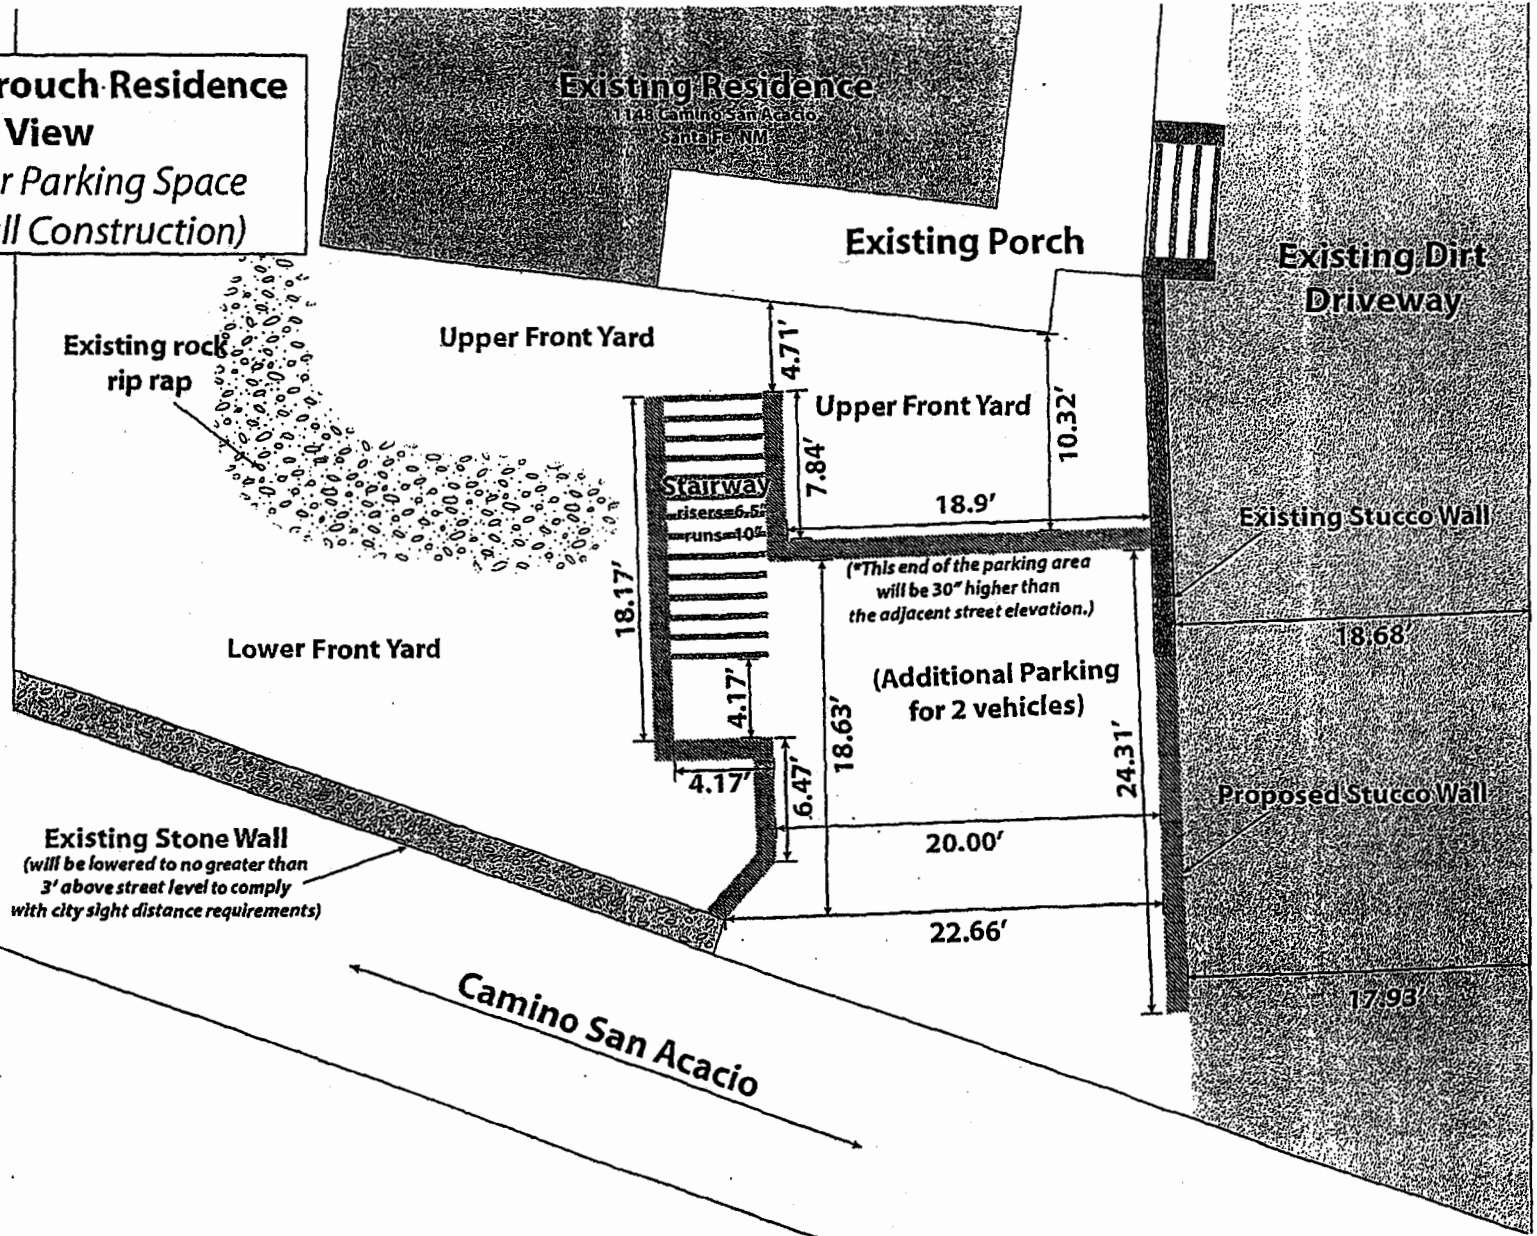 rouch Residence
View
r Parking Space
ll Construction)
Existing Residence
1148 Camino San Acacio
Santa Fe, NM
Existing Porch
Existing Dirt
Driveway
Existing rock
rip rap
Upper Front Yard
4.71'
Upper Front Yard
10.32'
7.84'
18.9'
Stairway
risers=6.5"
runs=10"
Existing Stucco Wall
(*This end of the parking area
will be 30" higher than
the adjacent street elevation.)
18.17'
18.68'
Lower Front Yard
(Additional Parking
for 2 vehicles)
4.17'
18.63'
24.31'
4.17'
6.47'
Proposed Stucco Wall
20.00'
Existing Stone Wall
(will be lowered to no greater than
3' above street level to comply
with city sight distance requirements)
22.66'
17.93'
Camino San Acacio